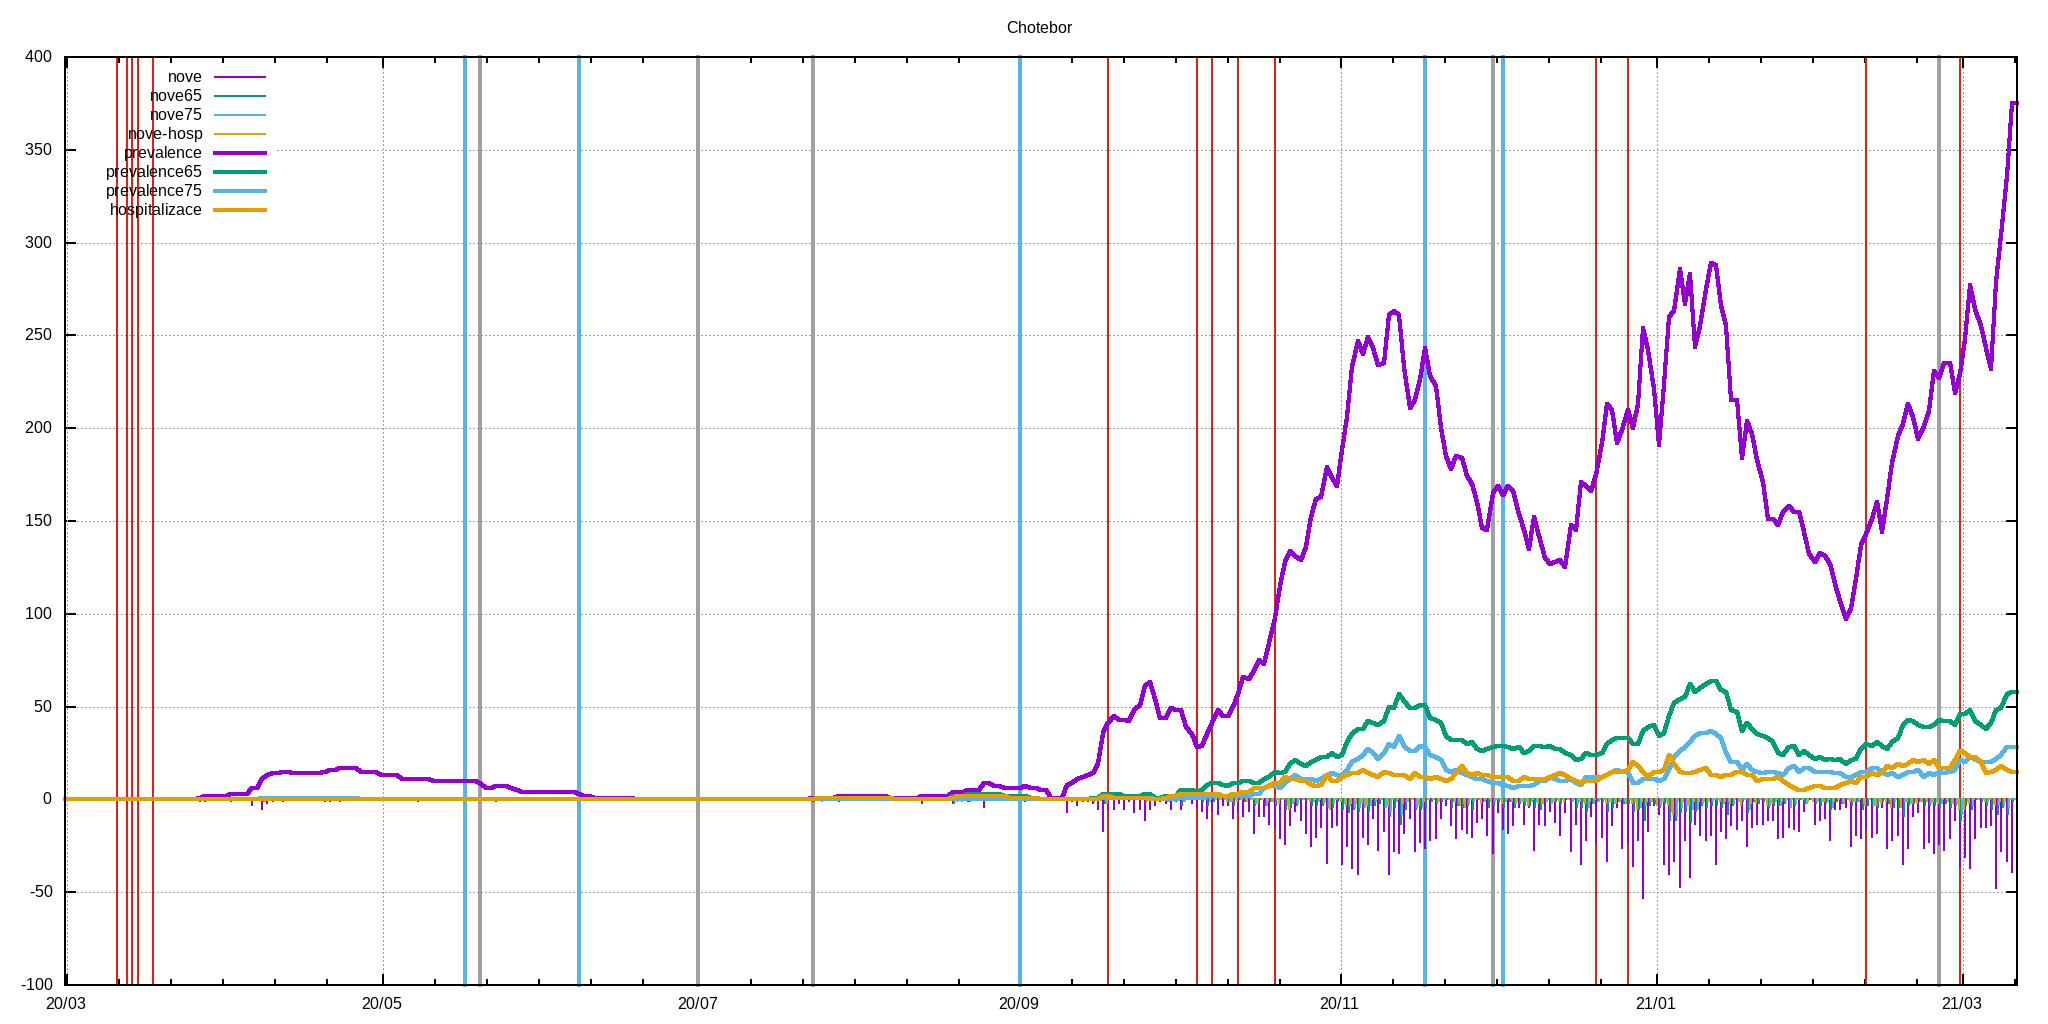 Chotebor
400
350
300
250
200
150
100
50
0
-50
-100
nove
nove65
nove75
nove-hosp
prevalence
prevalence65
prevalence75
hospitalizace
20/03 20/05 20/07 20/09 20/11 21/01 21/03